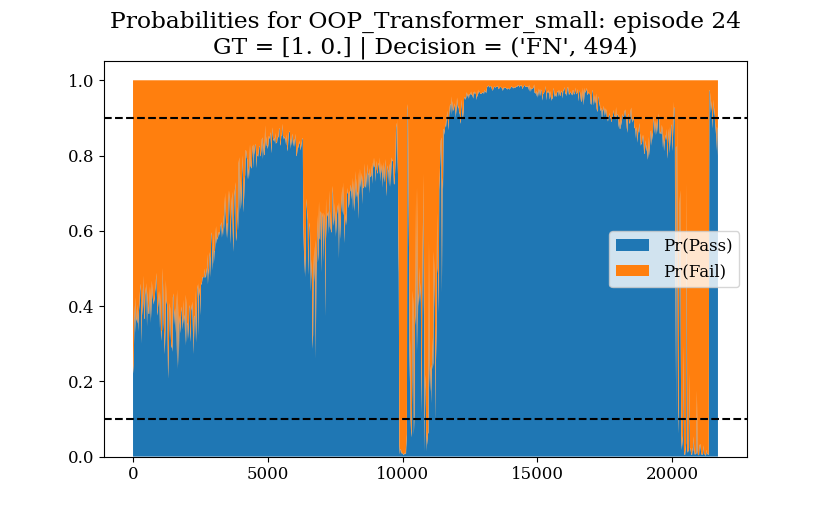 Probabilities for OOP_Transformer_small: episode 24
GT = [1. 0.] | Decision = ('FN', 494)
1.0
0.8
0.6
0.4
0.2
0.0
Pr(Pass)
Pr(Fail)
0
5000
10000
15000
20000